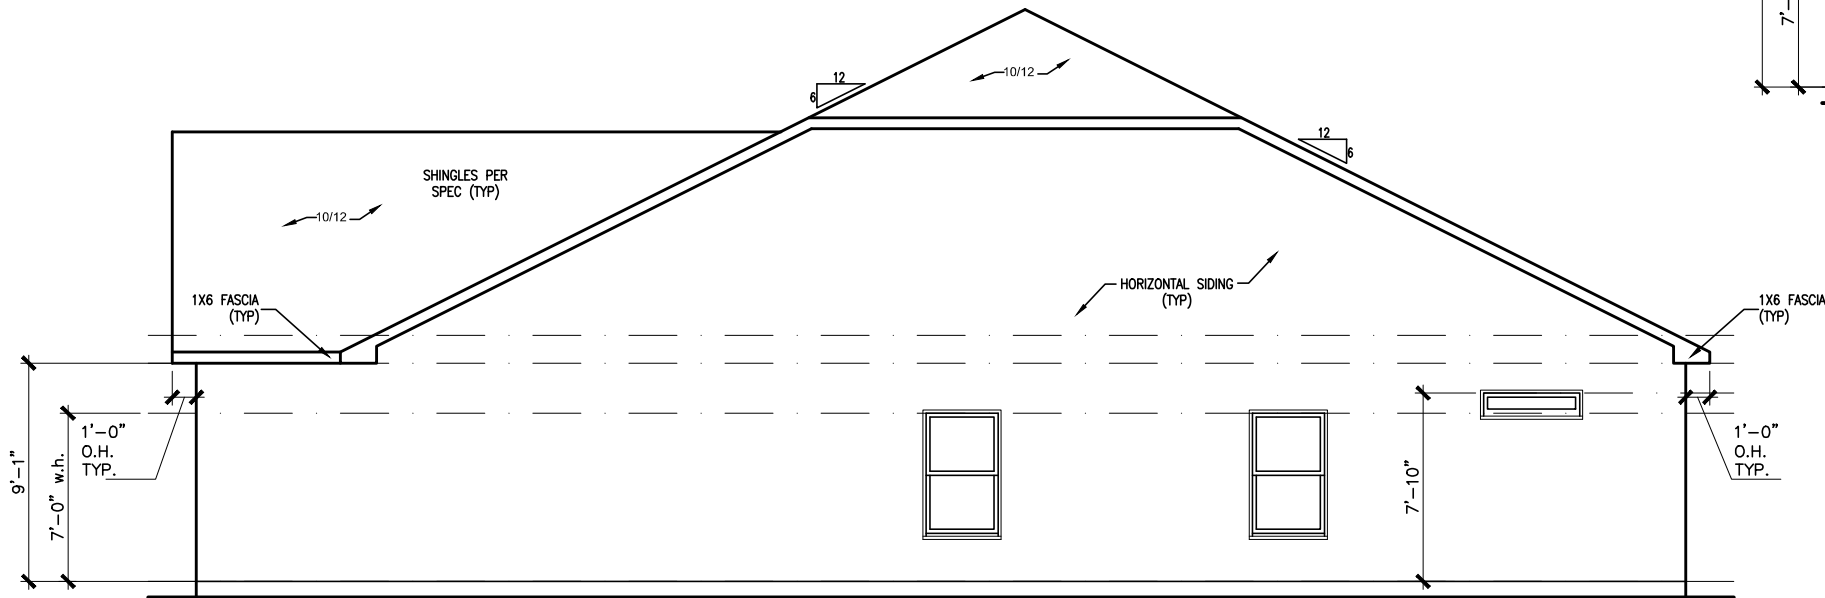 7'-
12
6
10/12
12
6
SHINGLES PER
SPEC (TYP)
10/12
HORIZONTAL SIDING
(TYP)
1X6 FASCIA
(TYP)
1X6 FASCIA
(TYP)
1'-0"
O.H.
TYP.
9'-1"
7'-0" w.h.
7'-10"
1'-0"
O.H.
TYP.